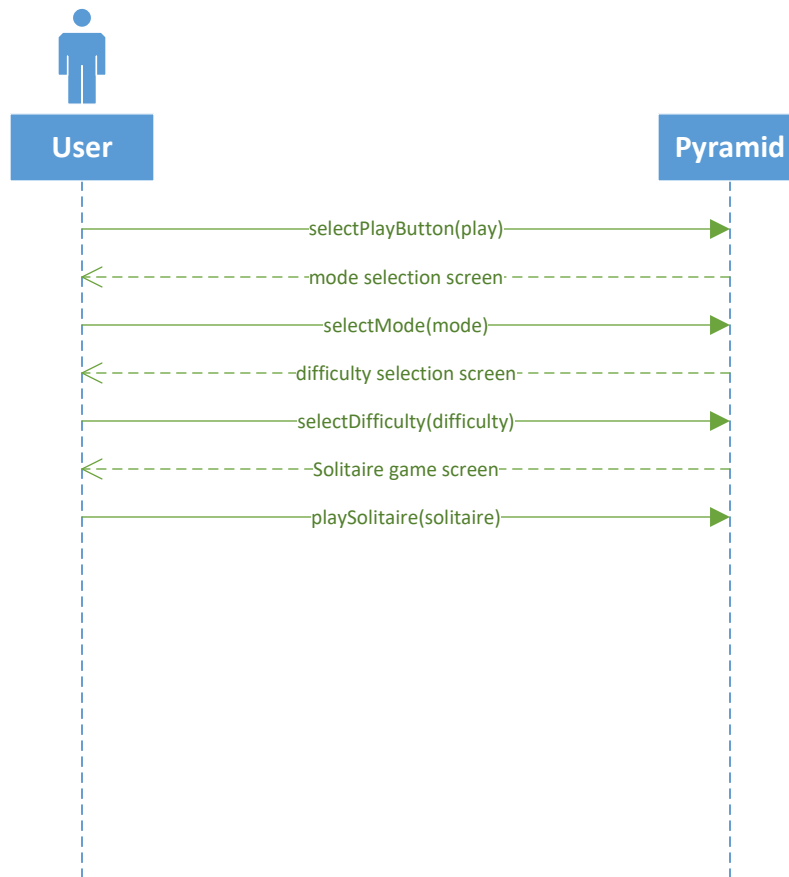 User
Pyramid
selectPlayButton(play)
mode selection screen
selectMode(mode)
difficulty selection screen
selectDifficulty(difficulty)
Solitaire game screen
playSolitaire(solitaire)